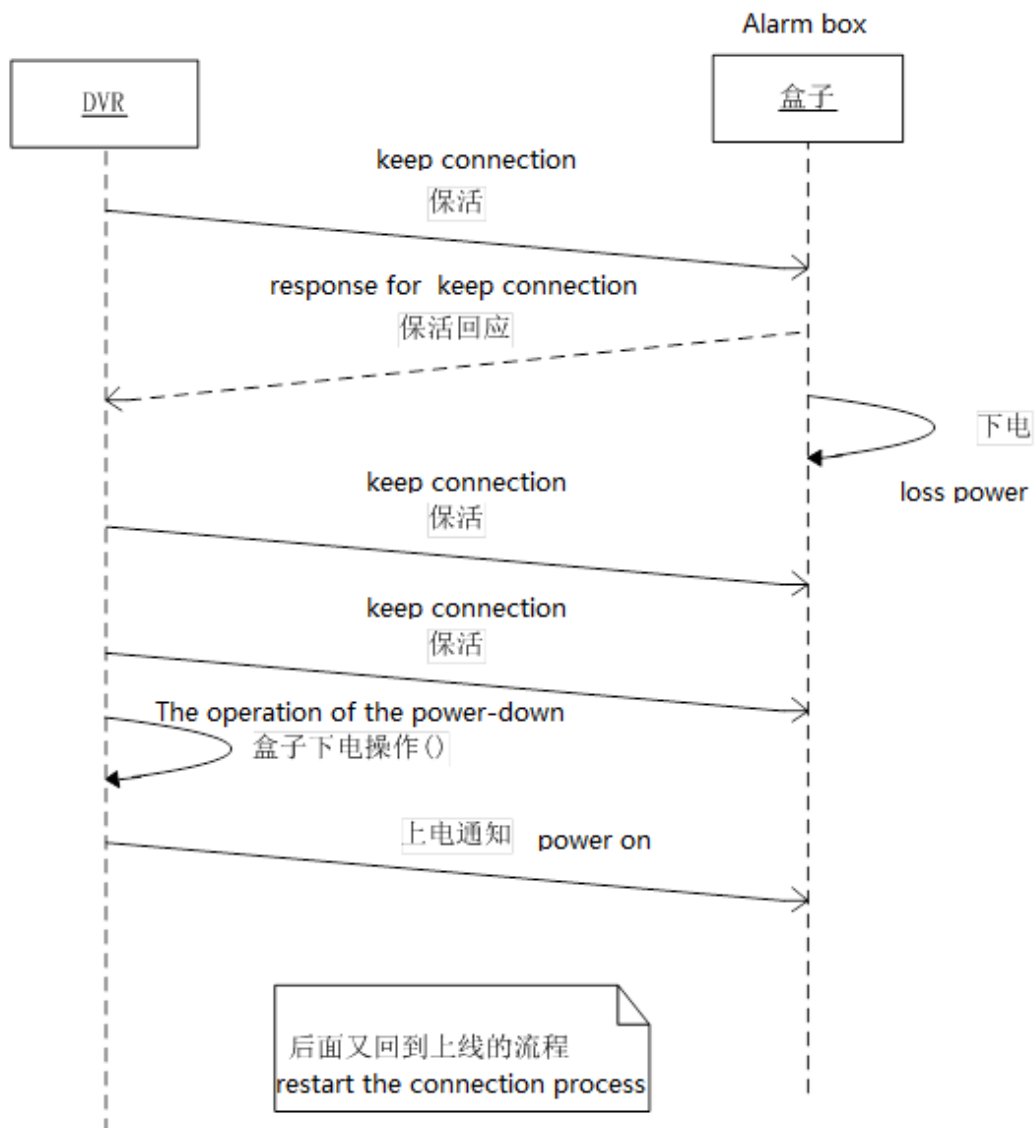 Alarm box
DVR
盒子
keep connection
保活
response for keep connection
保活回应
下电
loss power
keep connection
保活
keep connection
保活
The operation of the power-down
盒子下电操作()
上电通知 power on
后面又回到上线的流程
restart the connection process